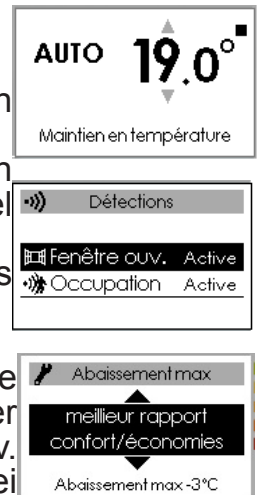 AUTO 19.0°
Maintien en température
Détections
Fenêtre ouv. Active
Occupation Active
Abaissement max
meilleur rapport
confort/économies
Abaissement max -3°C